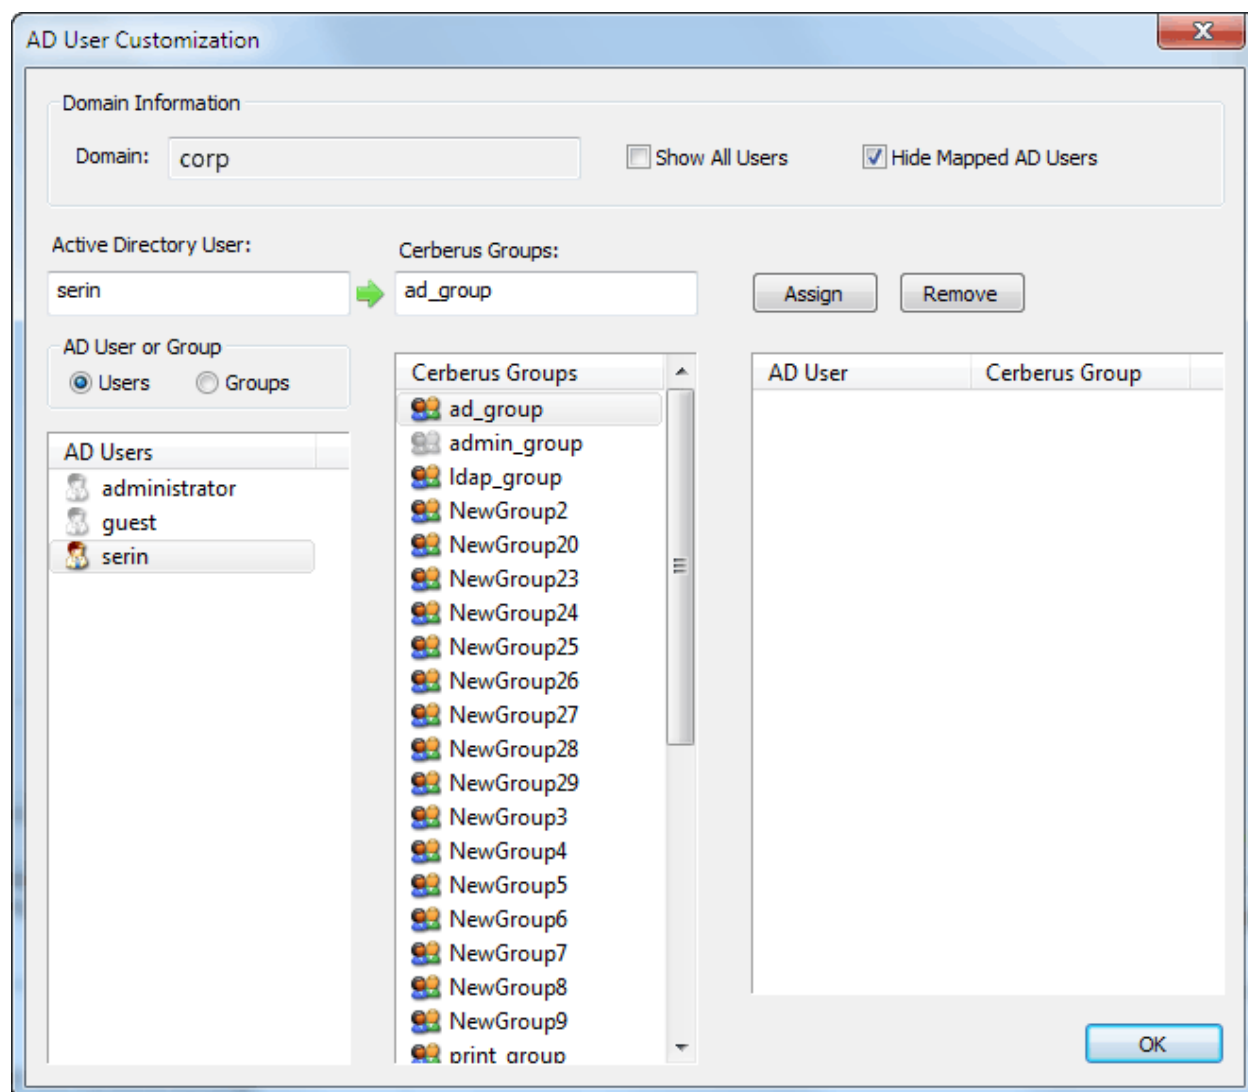 AD User Customization
Domain Information
Domain: corp
Show All Users
Hide Mapped AD Users
Active Directory User:
Cerberus Groups:
serin
ad_group
Assign
Remove
AD User or Group
Users
Groups
AD Users
administrator
guest
serin
Cerberus Groups
ad_group
admin_group
ldap_group
NewGroup2
NewGroup20
NewGroup23
NewGroup24
NewGroup25
NewGroup26
NewGroup27
NewGroup28
NewGroup29
NewGroup3
NewGroup4
NewGroup5
NewGroup6
NewGroup7
NewGroup8
NewGroup9
print_group
AD User
Cerberus Group
OK